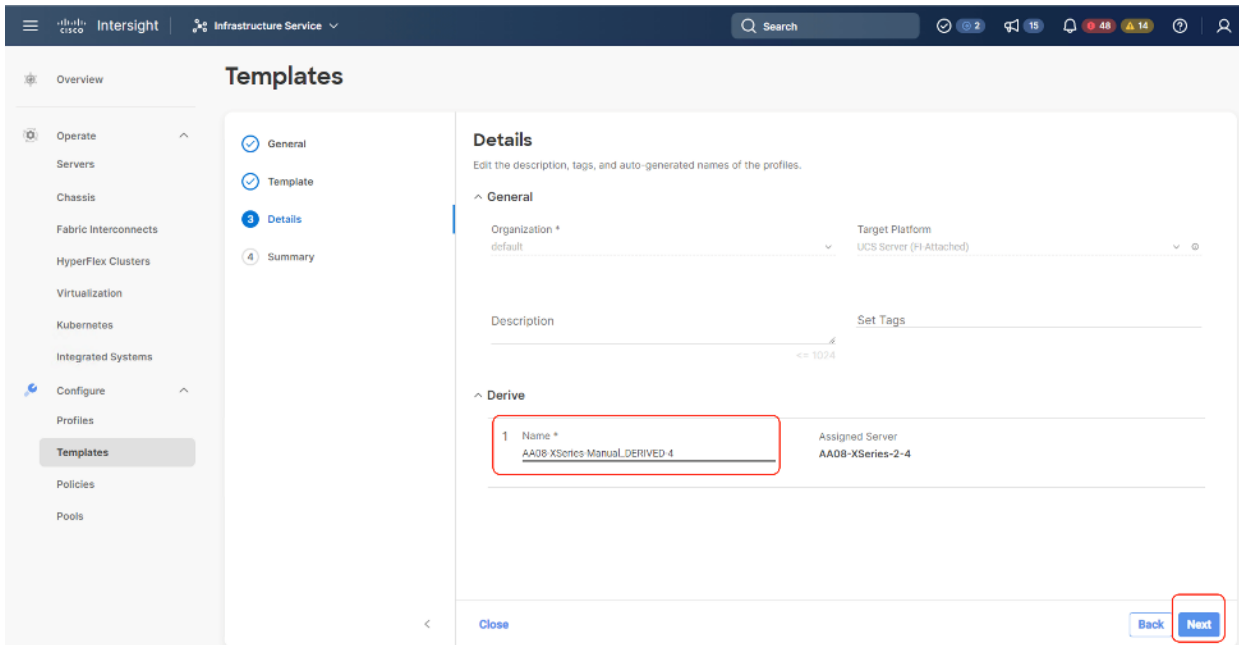 cisco Intersight Infrastructure Service Search 2 15 48 14
Templates
Overview
Operate
Servers
Chassis
Fabric Interconnects
HyperFlex Clusters
Virtualization
Kubernetes
Integrated Systems
Configure
Profiles
Templates
Policies
Pools
General
Template
3 Details
4 Summary
Details
Edit the description, tags, and auto-generated names of the profiles.
General
Organization *
default
Target Platform
UCS Server (FI-Attached)
Description
<= 1024
Set Tags
Derive
1 Name *
AA08-XSeries-Manual_DERIVED-4
Assigned Server
AA08-XSeries-2-4
Close Back Next